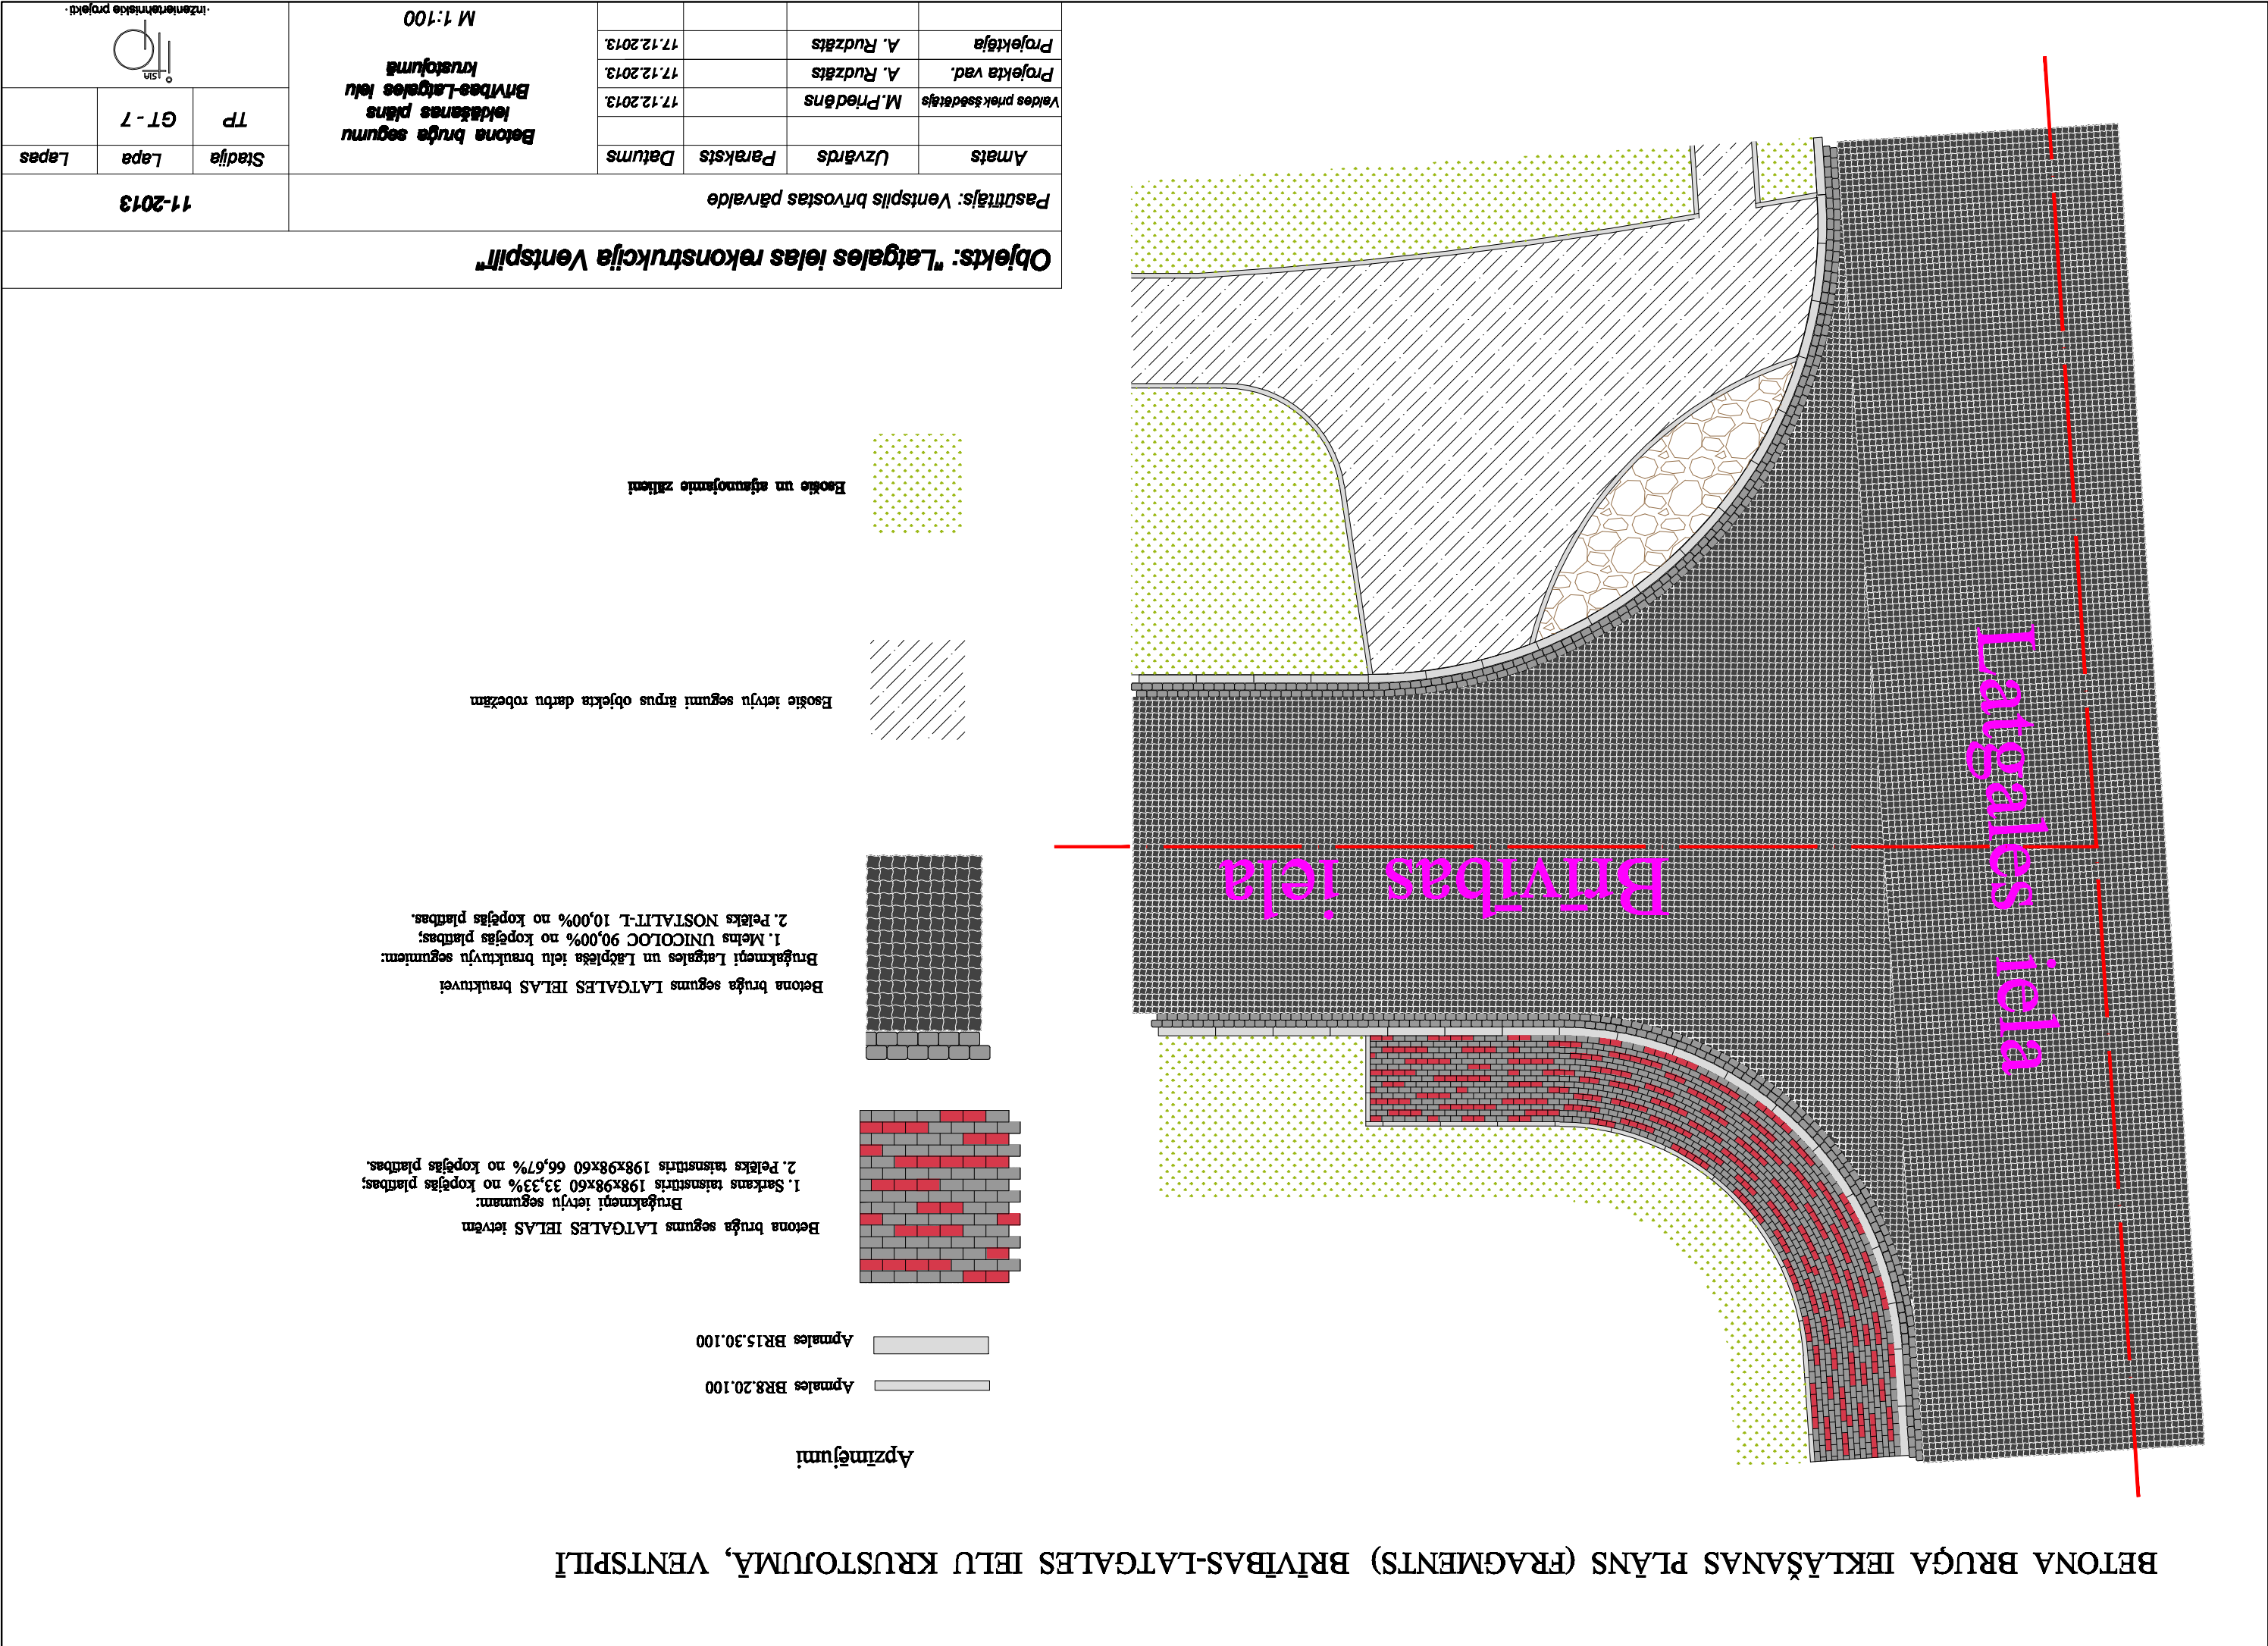 BETONA BRUĢA IEKLĀŠANAS PLĀNS (FRAGMENTS) BRĪVĪBAS-LATGALES IELU KRUSTOJUMĀ, VENTSPILĪ
Apzīmējumi
Apmales BR8.20.100
Apmales BR15.30.100
Betona bruģa segums LATGALES IELAS ietvēm
Bruģakmeņi ietvju segumam:
1. Sarkans taisnstūris 198x98x60 33,33% no kopējās platības;
2. Pelēks taisnstūris 198x98x60 66,67% no kopējās platības.
Betona bruģa segums LATGALES IELAS brauktuvei
Bruģakmeņi Latgales un Lāčplēša ielu brauktuvju segumiem:
1. Melns UNICOLOC 90,00% no kopējās platības;
2. Pelēks NOSTALIT-L 10,00% no kopējās platības.
Esošie ietvju segumi ārpus objekta darbu robežām
Esošie un atjaunojamie zālieni
Latgales iela
Brīvības iela
Objekts: "Latgales ielas rekonstrukcija Ventspilī"
Pasūtītājs: Ventspils brīvostas pārvalde
11-2013
Amats Uzvārds Paraksts Datums
Valdes priekšsēdētājs M.Priedēns 17.12.2013.
Projekta vad. A. Rudzāts 17.12.2013.
Projektēja A. Rudzāts 17.12.2013.
Betona bruģa segumu
ieklāšanas plāns
Brīvības-Latgales ielu
krustojumā
M 1:100
Stadija Lapa Lapas
TP GT - 7
SIA
iTP
·inženiertehniskie projekti·